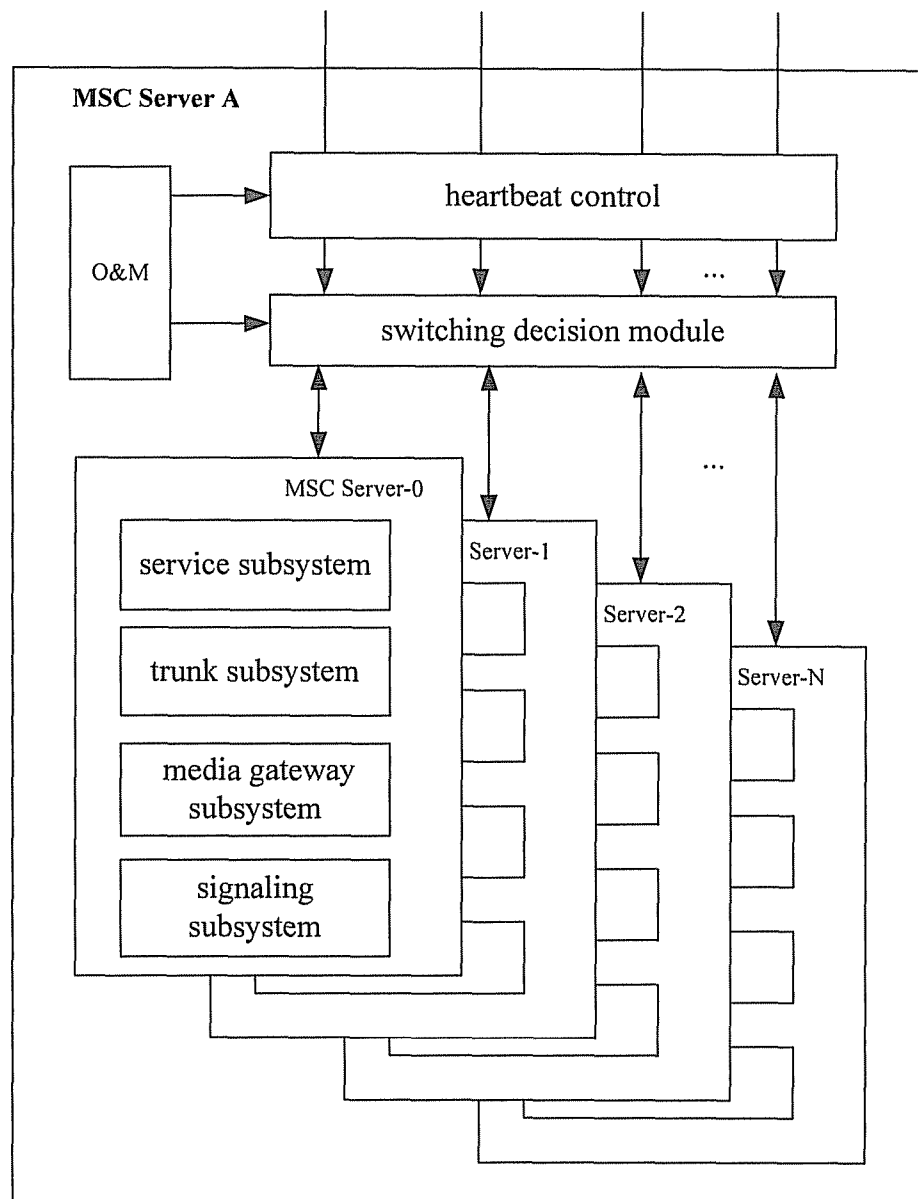 MSC Server A
heartbeat control
O&M
...
switching decision module
...
MSC Server-0
service subsystem
trunk subsystem
media gateway
subsystem
signaling
subsystem
Server-1
Server-2
Server-N